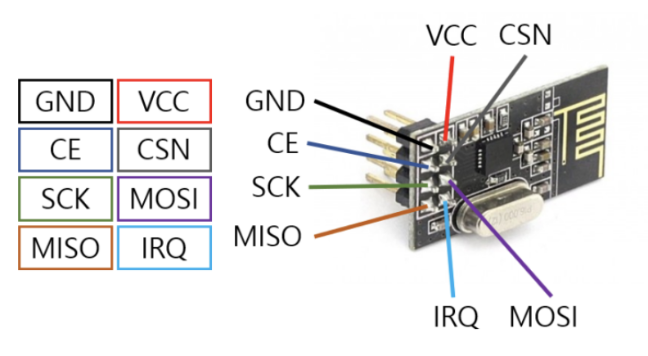 GND VCC
CE CSN
SCK MOSI
MISO IRQ
VCC CSN
GND
CE
SCK
MISO
IRQ MOSI